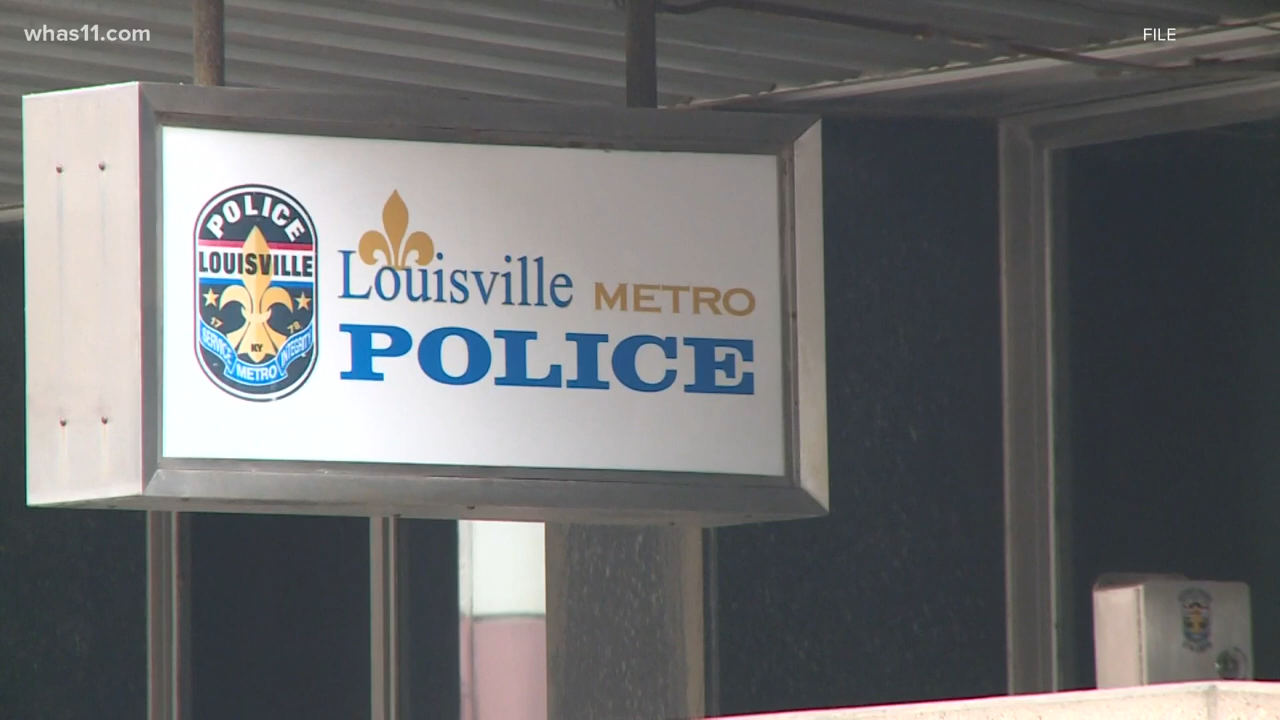 whas11.com
FILE
POLICE
LOUISVILLE
17 78
KY
SERVICE INTEGRITY
METRO
Louisville METRO
POLICE